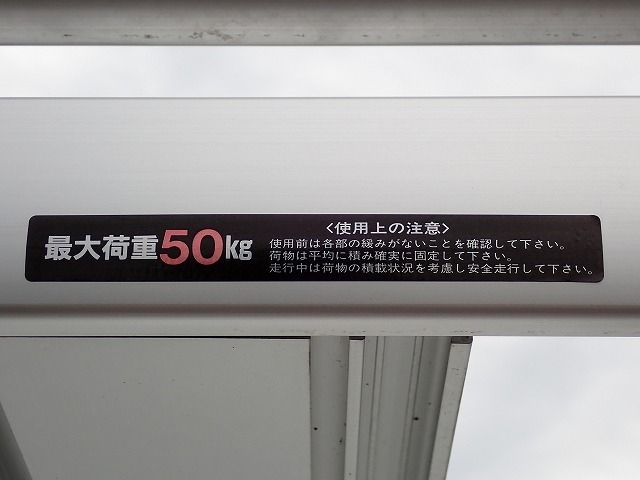 最大荷重50kg
<使用上の注意>
使用前は各部の緩みがないことを確認して下さい。
荷物は平均に積み確実に固定して下さい。
走行中は荷物の積載状況を考慮し安全走行して下さい。